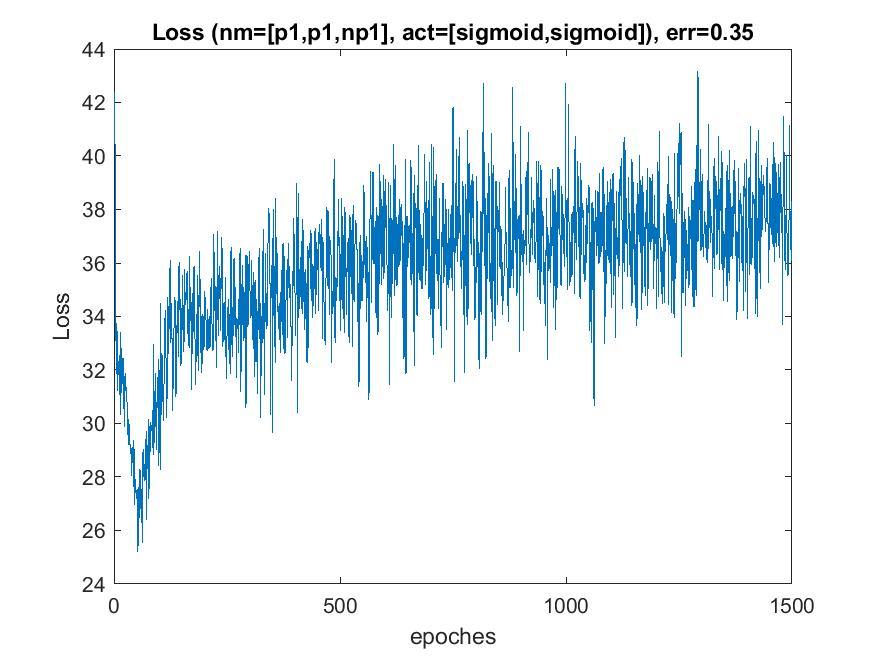 Loss (nm=[p1,p1,np1], act=[sigmoid,sigmoid]), err=0.35
44
42
40
38
36
34
32
30
28
26
24
Loss
0 500 1000 1500
epoches